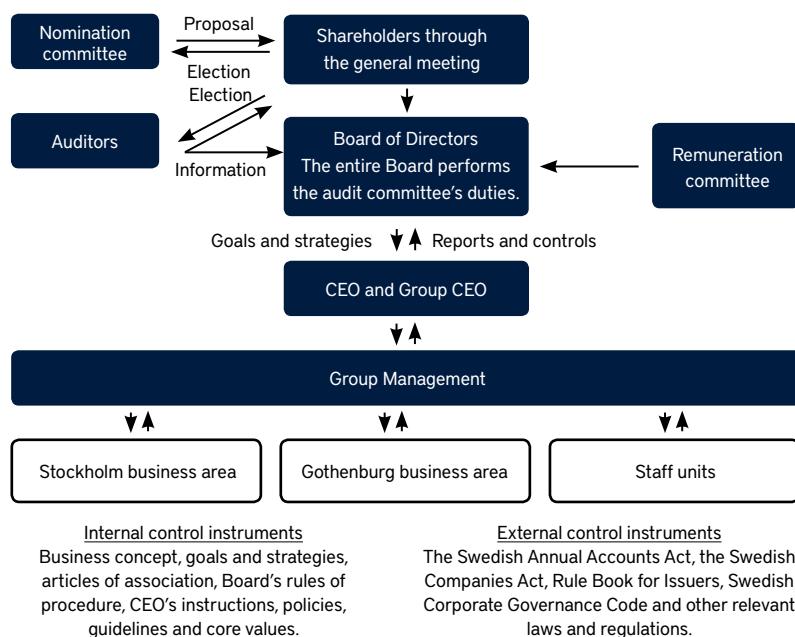 Nomination
committee
Proposal
Shareholders through
the general meeting
Election
Election
Auditors
Information
Board of Directors
The entire Board performs
the audit committee's duties.
Remuneration
committee
Goals and strategies
Reports and controls
CEO and Group CEO
Group Management
Stockholm business area
Gothenburg business area
Staff units
Internal control instruments
Business concept, goals and strategies,
articles of association, Board's rules of
procedure, CEO's instructions, policies,
guidelines and core values.
External control instruments
The Swedish Annual Accounts Act, the Swedish
Companies Act, Rule Book for Issuers, Swedish
Corporate Governance Code and other relevant
laws and regulations.